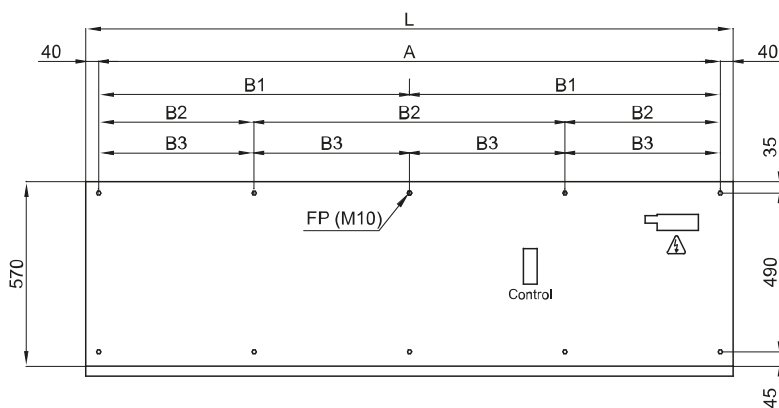 L
40 A 40
B1 B1
B2 B2 B2
B3 B3 B3 B3
35
FP (M10)
570
490
Control
45